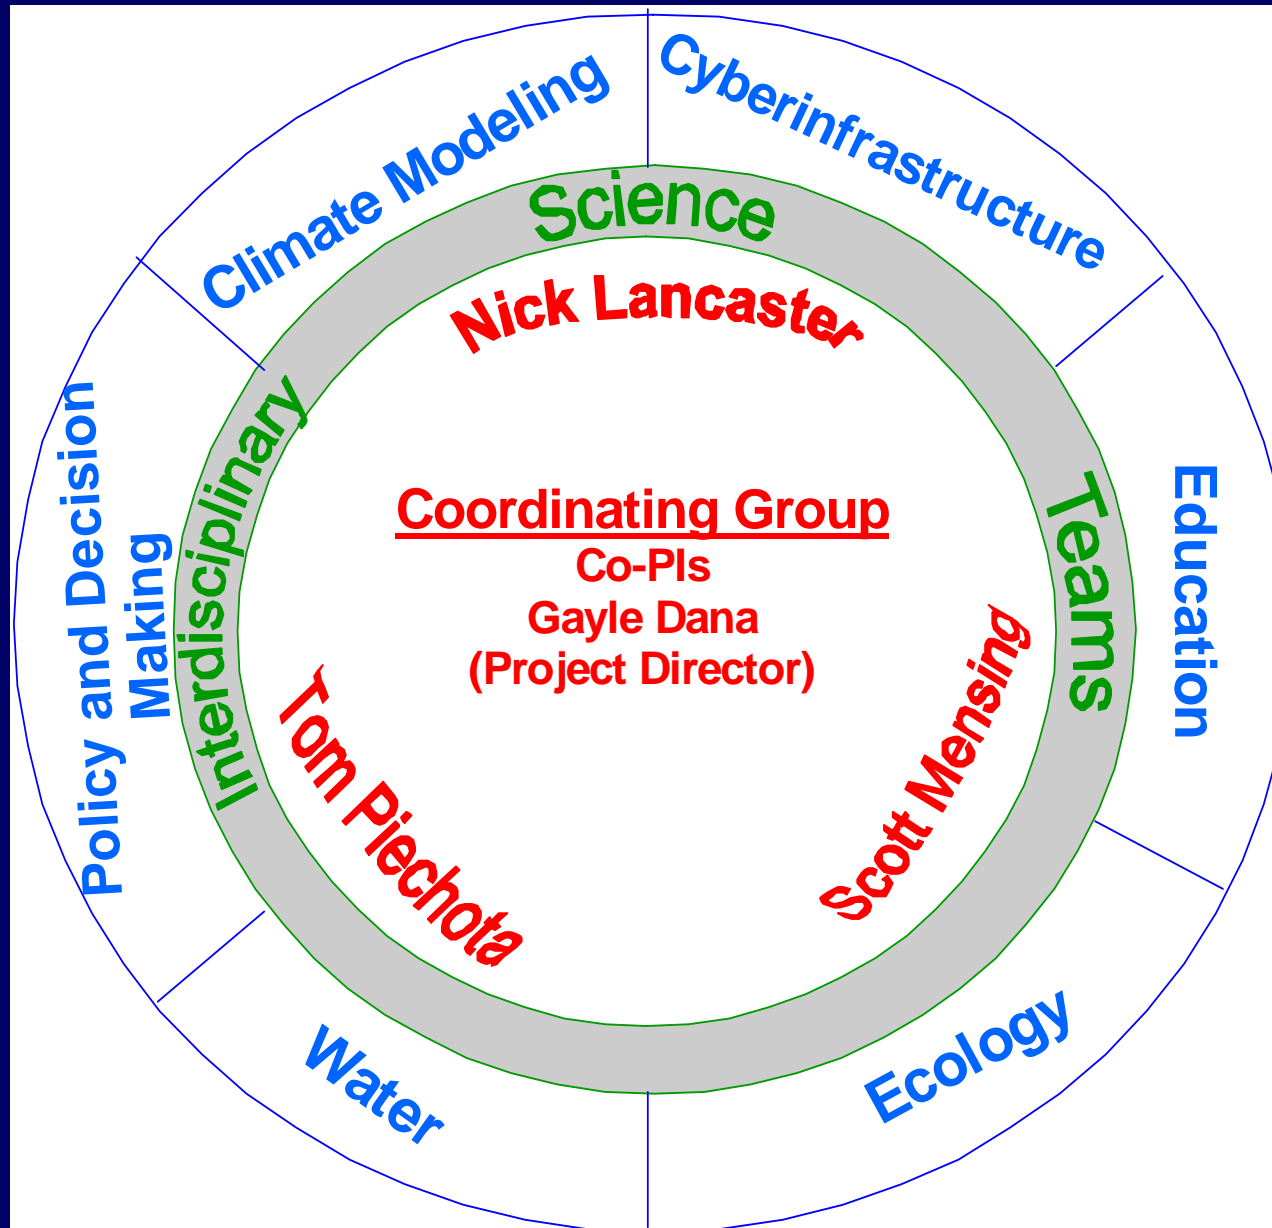 Climate Modeling
Cyberinfrastructure
Education
Ecology
Water
Policy and Decision
Making
Interdisciplinary
Science
Teams
Nick Lancaster
Coordinating Group
Co-PIs
Gayle Dana
(Project Director)
Tom Piechota
Scott Mensing